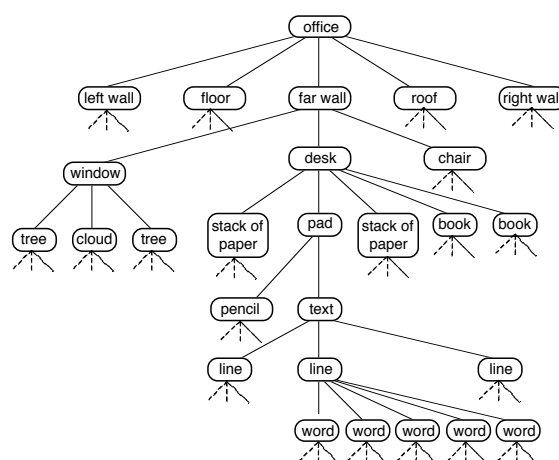 office
left wall floor far wall roof right wal
desk chair
window
tree cloud tree stack of paper pad stack of paper book book
pencil text
line line line
word word word word word